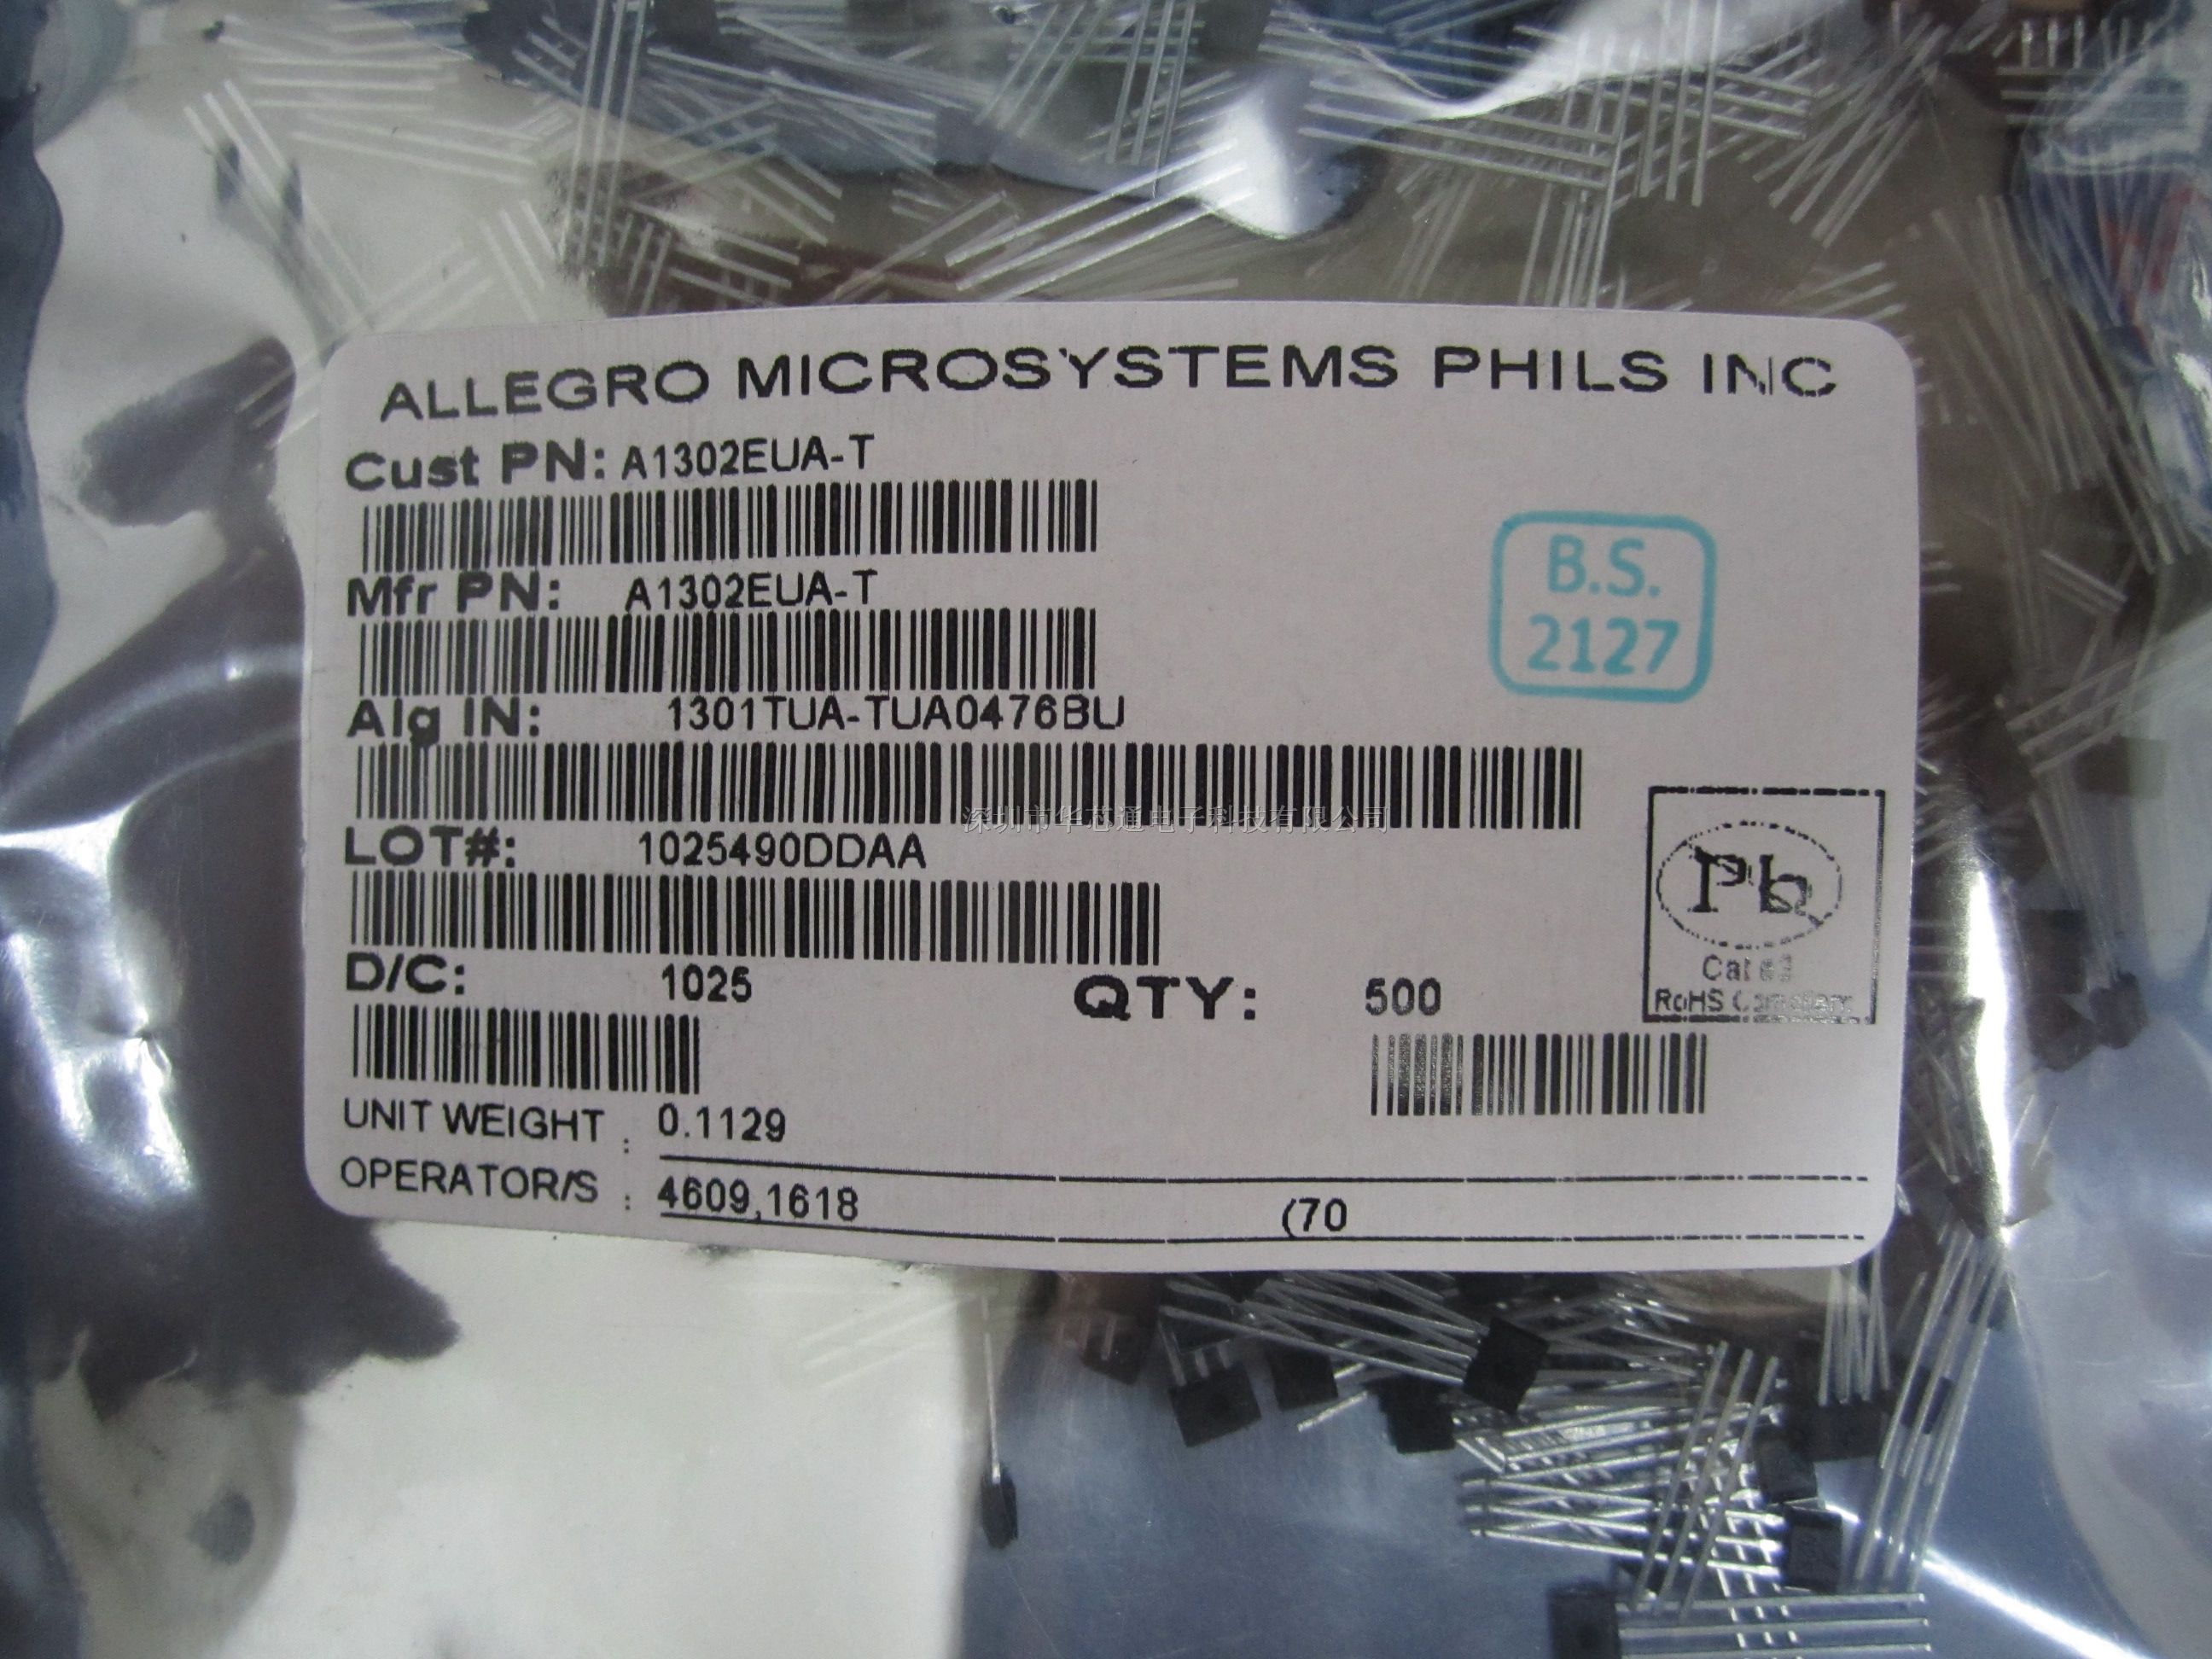 ALLEGRO MICROSYSTEMS PHILS INC
Cust PN: A1302EUA-T
Mfr PN: A1302EUA-T
B.S.
2127
Alg IN: 1301TUA-TUA0476BU
深圳市华芯通电子科技有限公司
LOT#: 1025490DDAA
Pb
RoHS
D/C: 1025 QTY: 500
UNIT WEIGHT : 0.1129
OPERATOR/S : 4609,1618 (70